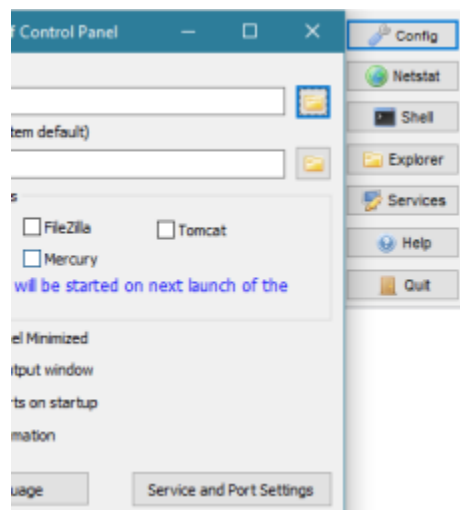 f Control Panel
Config
Netstat
tem default)
Shell
Explorer
s
Services
FileZilla
Tomcat
Mercury
Help
will be started on next launch of the
Quit
el Minimized
tput window
ts on startup
mation
uage
Service and Port Settings